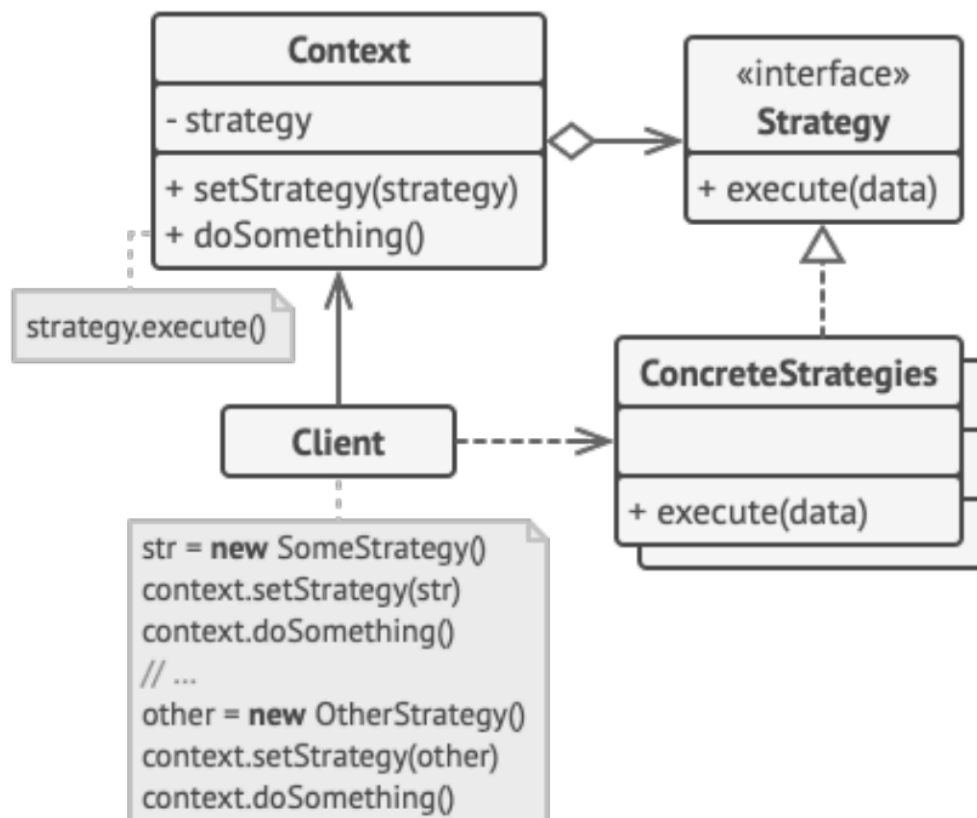 Context
- strategy
+ setStrategy(strategy)
+ doSomething()
«interface»
Strategy
+ execute(data)
strategy.execute()
Client
ConcreteStrategies
+ execute(data)
str = new SomeStrategy()
context.setStrategy(str)
context.doSomething()
// ...
other = new OtherStrategy()
context.setStrategy(other)
context.doSomething()